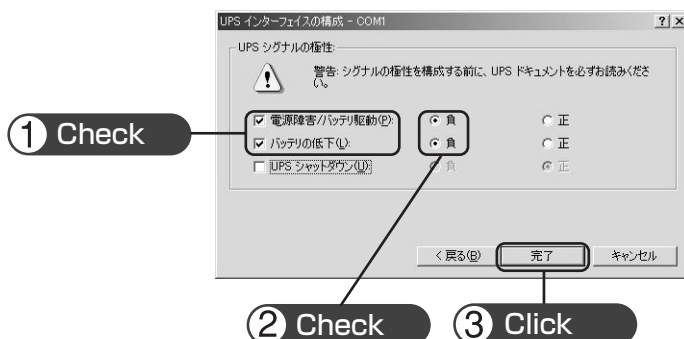 UPS インターフェイスの構成 - COM1
UPS シグナルの極性:
警告: シグナルの極性を構成する前に、UPS ドキュメントを必ずお読みくださ
い。
電源障害/バッテリ駆動(P): 負 正
① Check
バッテリの低下(L): 負 正
UPS シャットダウン(U): 負 正
< 戻る(B) 完了 キャンセル
② Check ③ Click